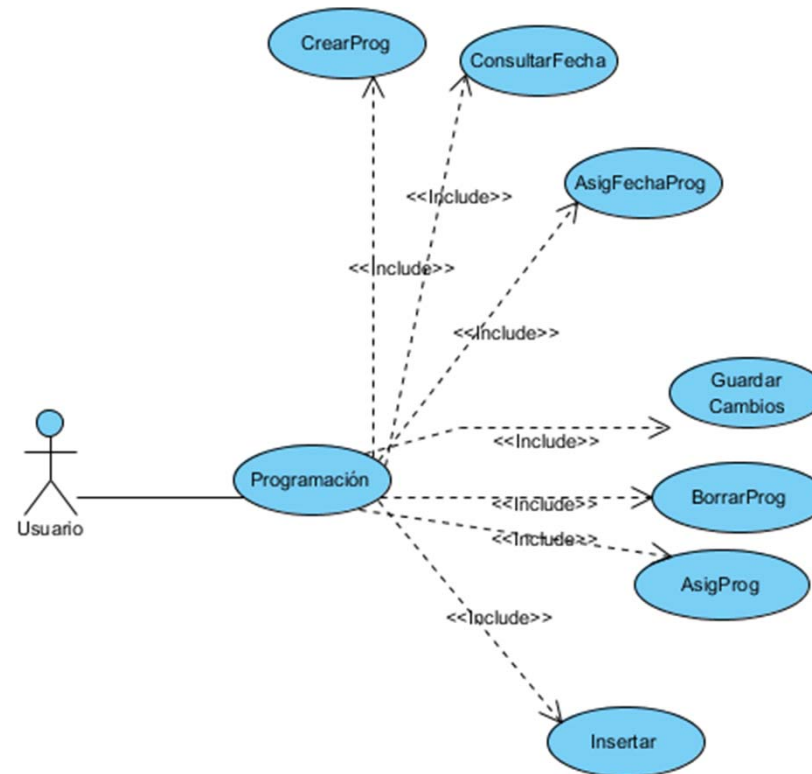 CrearProg
ConsultarFecha
AsigFechaProg
<<Include>>
<<Include>>
<<Include>>
Guardar
Cambios
<<Include>>
Programación
BorrarProg
<<Include>>
Usuario
<<Include>>
AsigProg
<<Include>>
Insertar